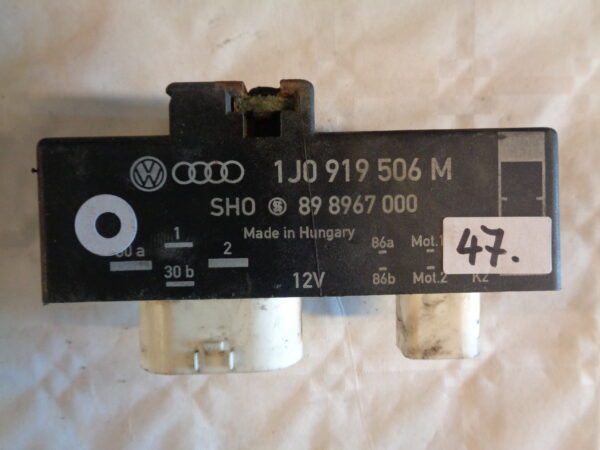 1J0 919 506 M
SHO 89 8967 000
Made in Hungary
1
2
30 b
12V
86a Mot.1
86b Mot.2
47.